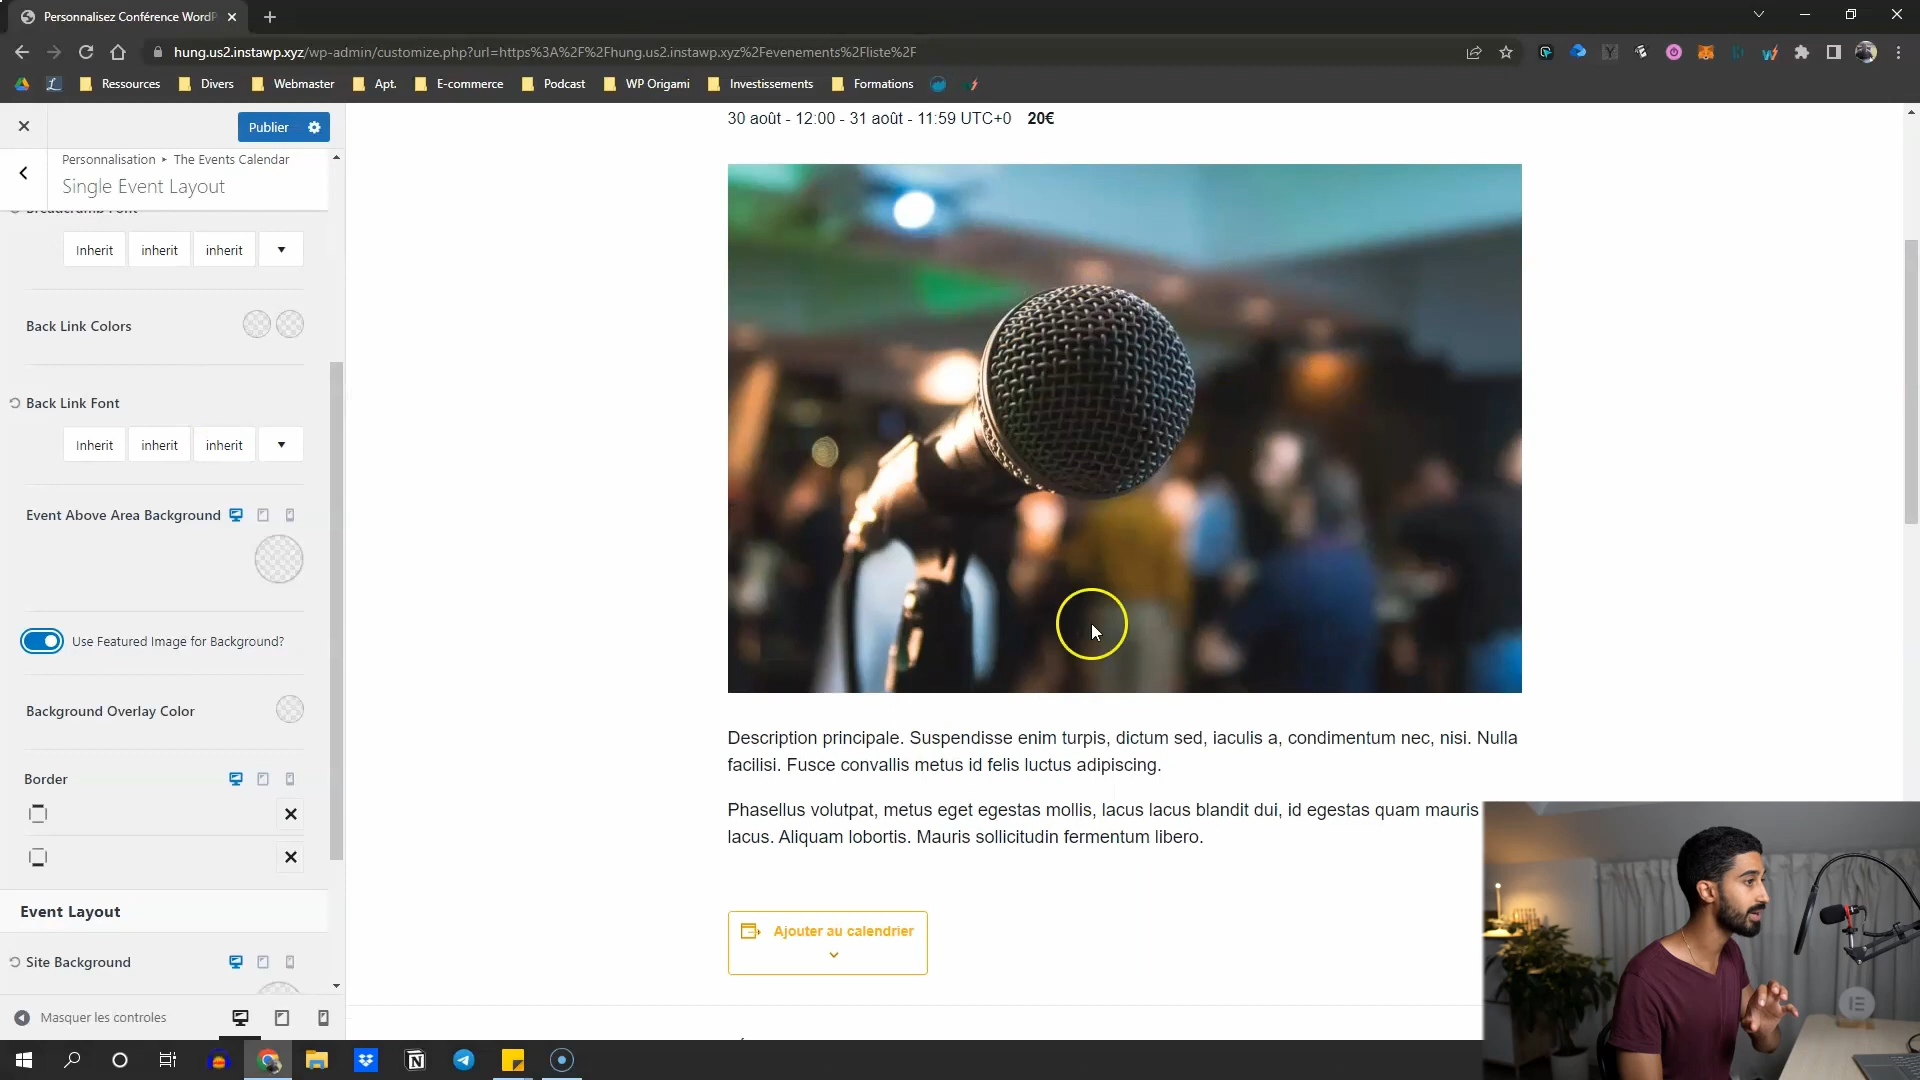 Personnalisez Conférence WordP
hung.us2.instawp.xyz/wp-admin/customize.php?url=https%3A%2F%2Fhung.us2.instawp.xyz%2Fevenements%2Fliste%2F
Ressources Divers Webmaster Apt. E-commerce Podcast WP Origami Investissements Formations
Publier
Personnalisation ▸ The Events Calendar
Single Event Layout
Breadcrumb Font
Inherit inherit inherit
Back Link Colors
Back Link Font
Inherit inherit inherit
Event Above Area Background
Use Featured Image for Background?
Background Overlay Color
Border
Event Layout
Site Background
Masquer les controles
30 août - 12:00 - 31 août - 11:59 UTC+0 20€
Description principale. Suspendisse enim turpis, dictum sed, iaculis a, condimentum nec, nisi. Nulla
facilisi. Fusce convallis metus id felis luctus adipiscing.
Phasellus volutpat, metus eget egestas mollis, lacus lacus blandit dui, id egestas quam mauris
lacus. Aliquam lobortis. Mauris sollicitudin fermentum libero.
Ajouter au calendrier